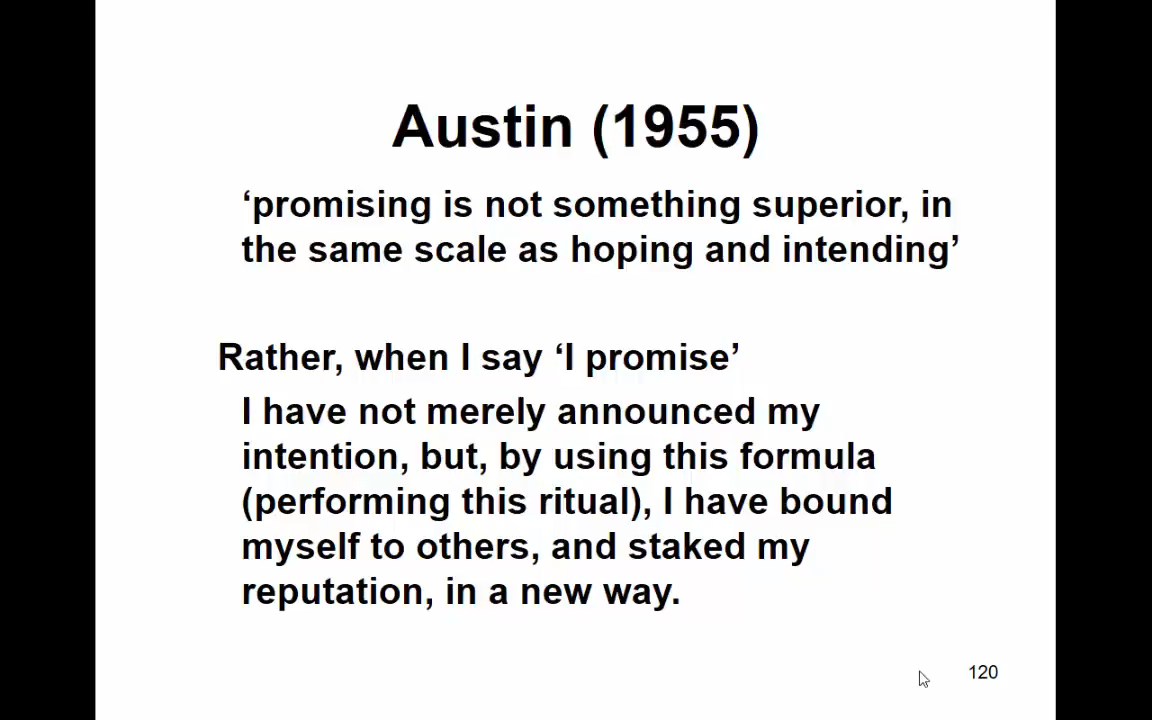 Austin (1955)
‘promising is not something superior, in
the same scale as hoping and intending’
Rather, when I say ‘I promise’
I have not merely announced my
intention, but, by using this formula
(performing this ritual), I have bound
myself to others, and staked my
reputation, in a new way.
120